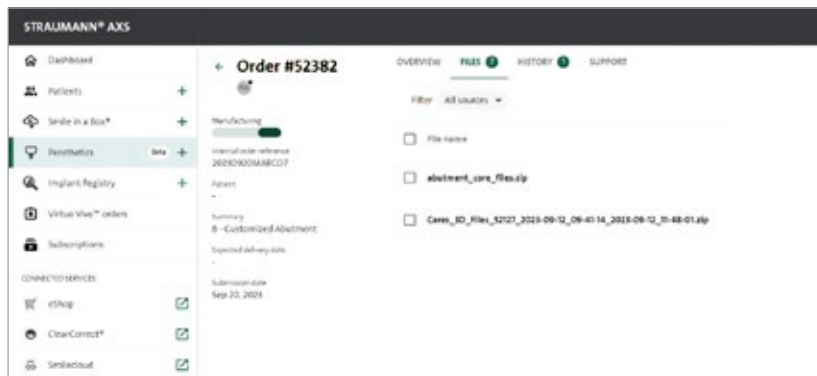 STRAUMANN® AXS
Dashboard
Patients
Smile in a Box®
Prosthetics Beta
Implant Registry
Virtuo Vivo™ orders
Subscriptions
CONNECTED SERVICES
eShop
ClearCorrect®
Smilecloud
Order #52382
Manufacturing
Internal order reference
Patient
-
Summary
8 - Customized Abutment
Expected delivery date
-
Submission date
Sep 20, 2023
OVERVIEW FILES HISTORY SUPPORT
Filter All sources
File name
abutment_core_files.zip